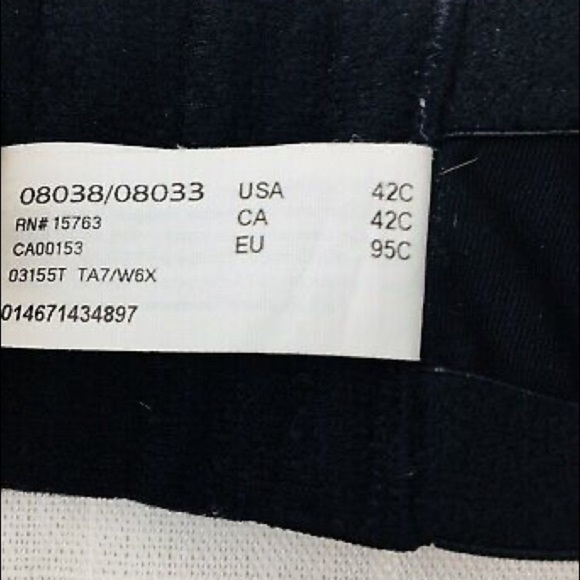 08038/08033 USA 42C
RN# 15763 CA 42C
CA00153 EU 95C
03155T TA7/W6X
014671434897